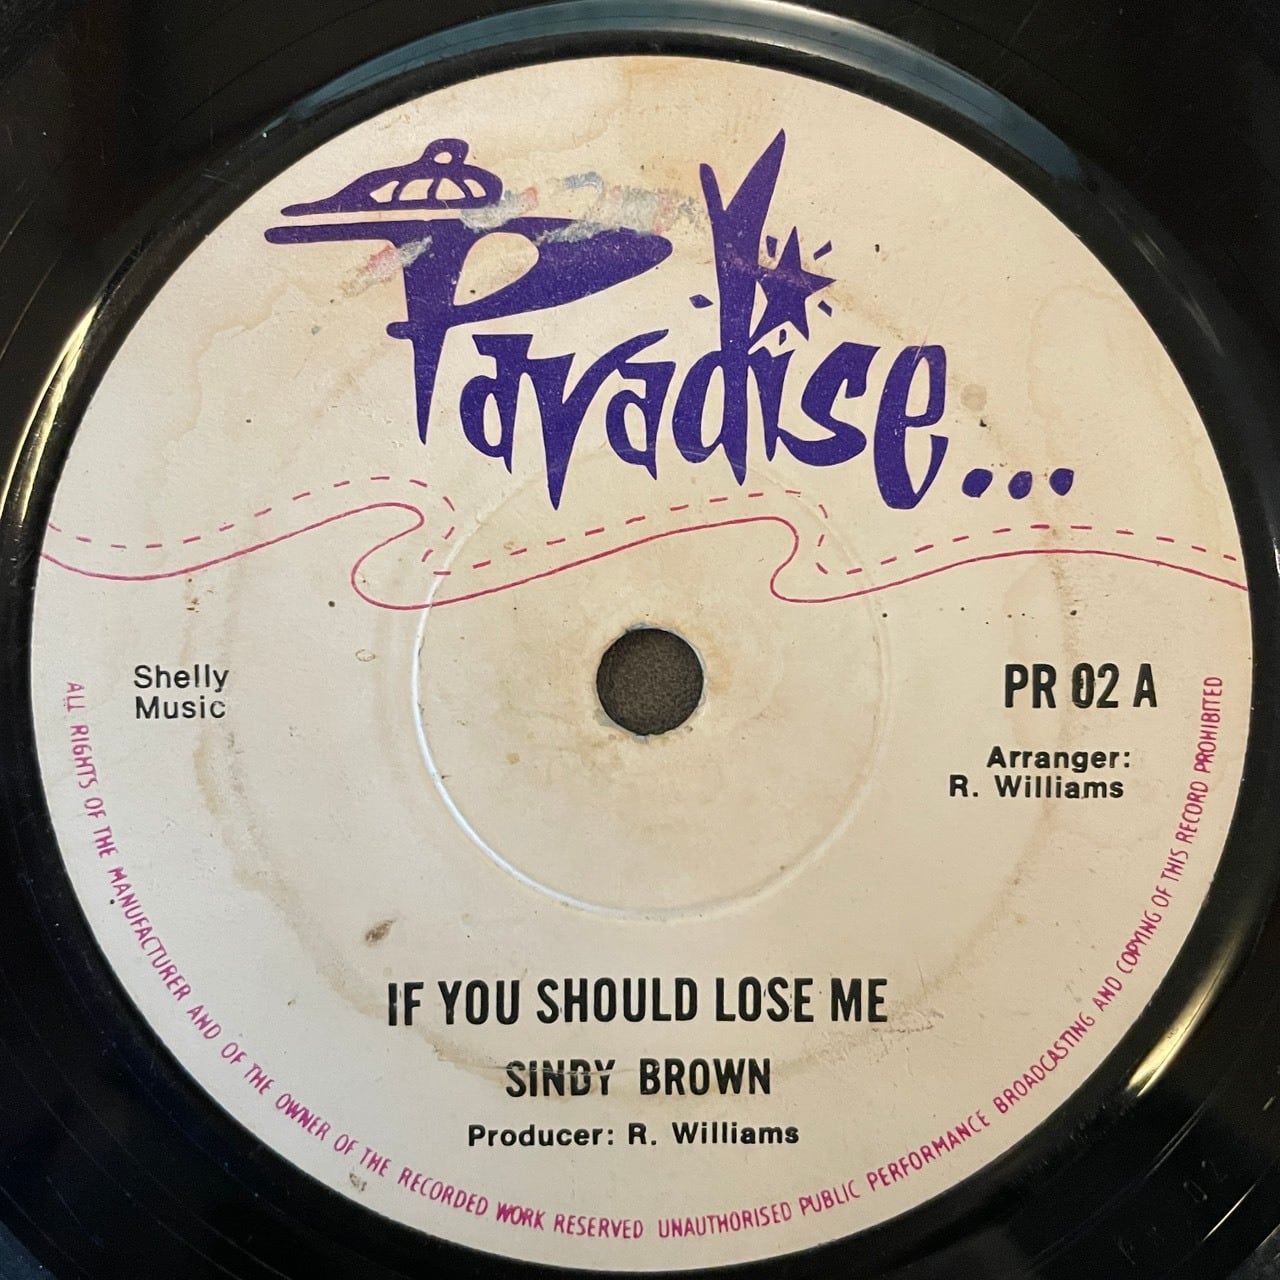 Paradise...
Shelly
Music
PR 02 A
Arranger:
R. Williams
IF YOU SHOULD LOSE ME
SINDY BROWN
Producer: R. Williams
ALL RIGHTS OF THE MANUFACTURER AND OF THE OWNER OF THE RECORDED WORK RESERVED UNAUTHORISED PUBLIC PERFORMANCE BROADCASTING AND COPYING OF THIS RECORD PROHIBITED